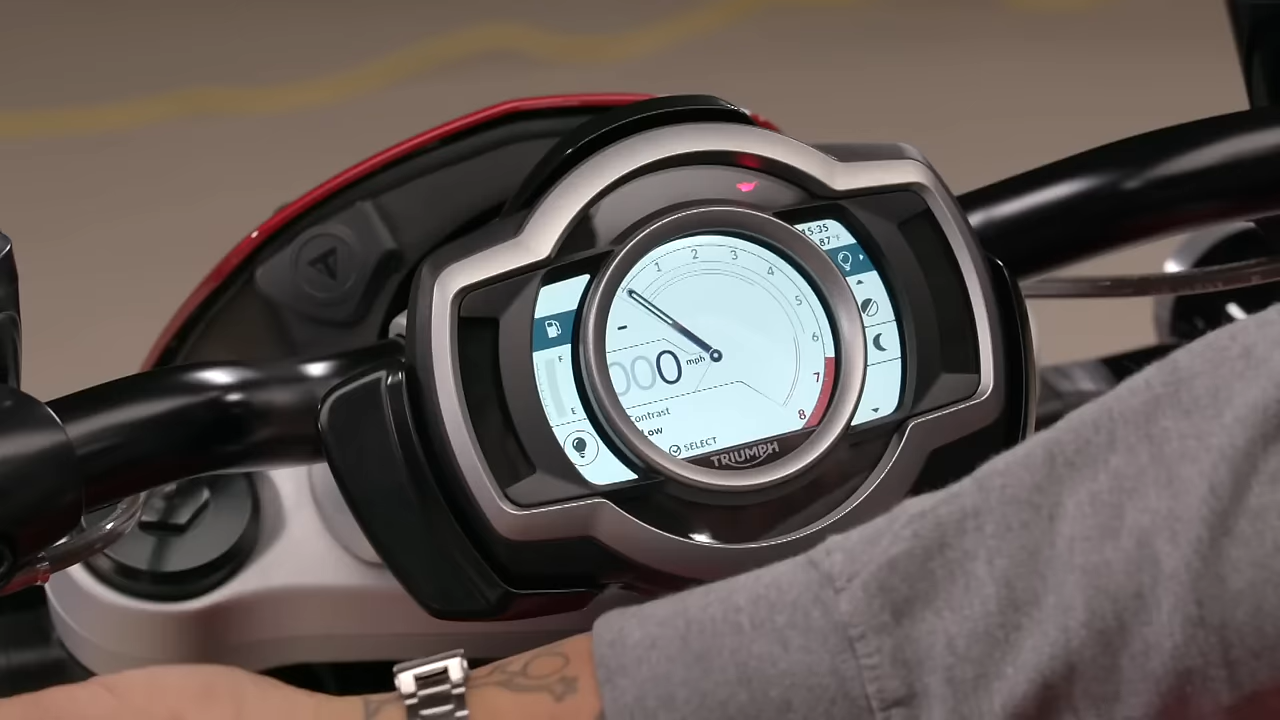 15:35
87°F
1 2 3 4 5 6 7 8
F
-
000 mph
E
Contrast
Low
SELECT
TRIUMPH